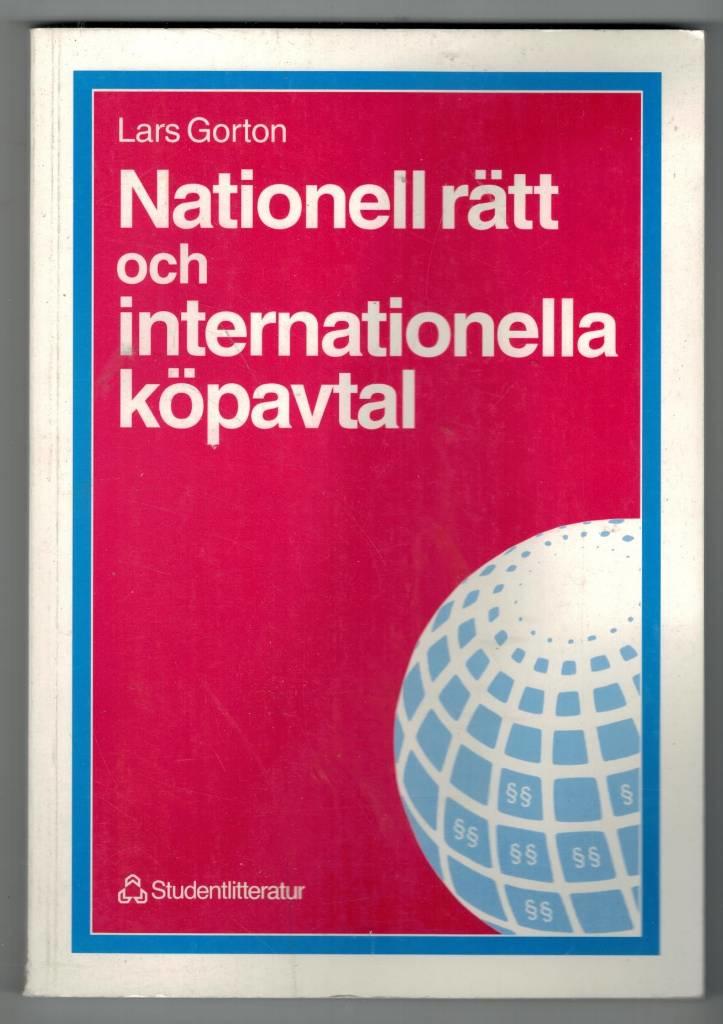 Lars Gorton
Nationell rätt
och
internationella
köpavtal
§§
§
§§
§§
§§
§§
Studentlitteratur